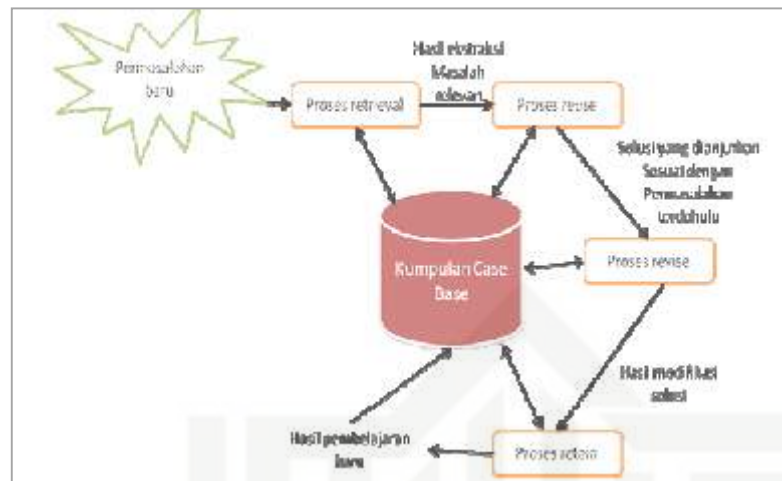 Permasalahan
baru
Hasil ekstraksi
Masalah
relevan
Proses retrieval
Proses reuse
Solusi yang dianjurkan
Sesuai dengan
Permasalahan
terdahulu
Kumpulan Case
Base
Proses revise
Hasil modifikasi
solusi
Hasil pembelajaran
baru
Proses retain